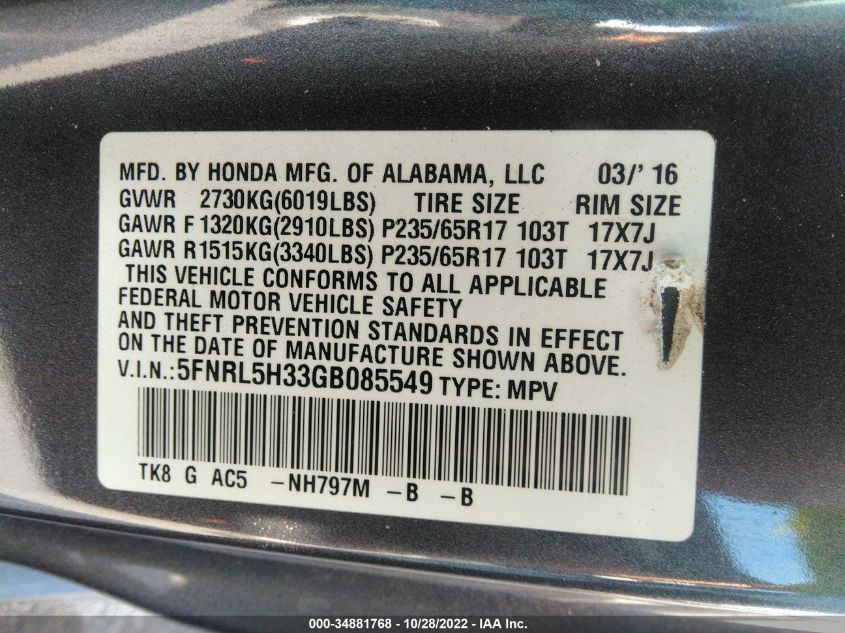 MFD. BY HONDA MFG. OF ALABAMA, LLC 03/' 16
GVWR 2730KG(6019LBS) TIRE SIZE RIM SIZE
GAWR F 1320KG(2910LBS) P235/65R17 103T 17X7J
GAWR R1515KG(3340LBS) P235/65R17 103T 17X7J
THIS VEHICLE CONFORMS TO ALL APPLICABLE
FEDERAL MOTOR VEHICLE SAFETY
AND THEFT PREVENTION STANDARDS IN EFFECT
ON THE DATE OF MANUFACTURE SHOWN ABOVE.
V.I.N.:5FNRL5H33GB085549 TYPE: MPV
TK8 G AC5 -NH797M -B -B
000-34881768 | 10/28/2022 - IAA Inc.